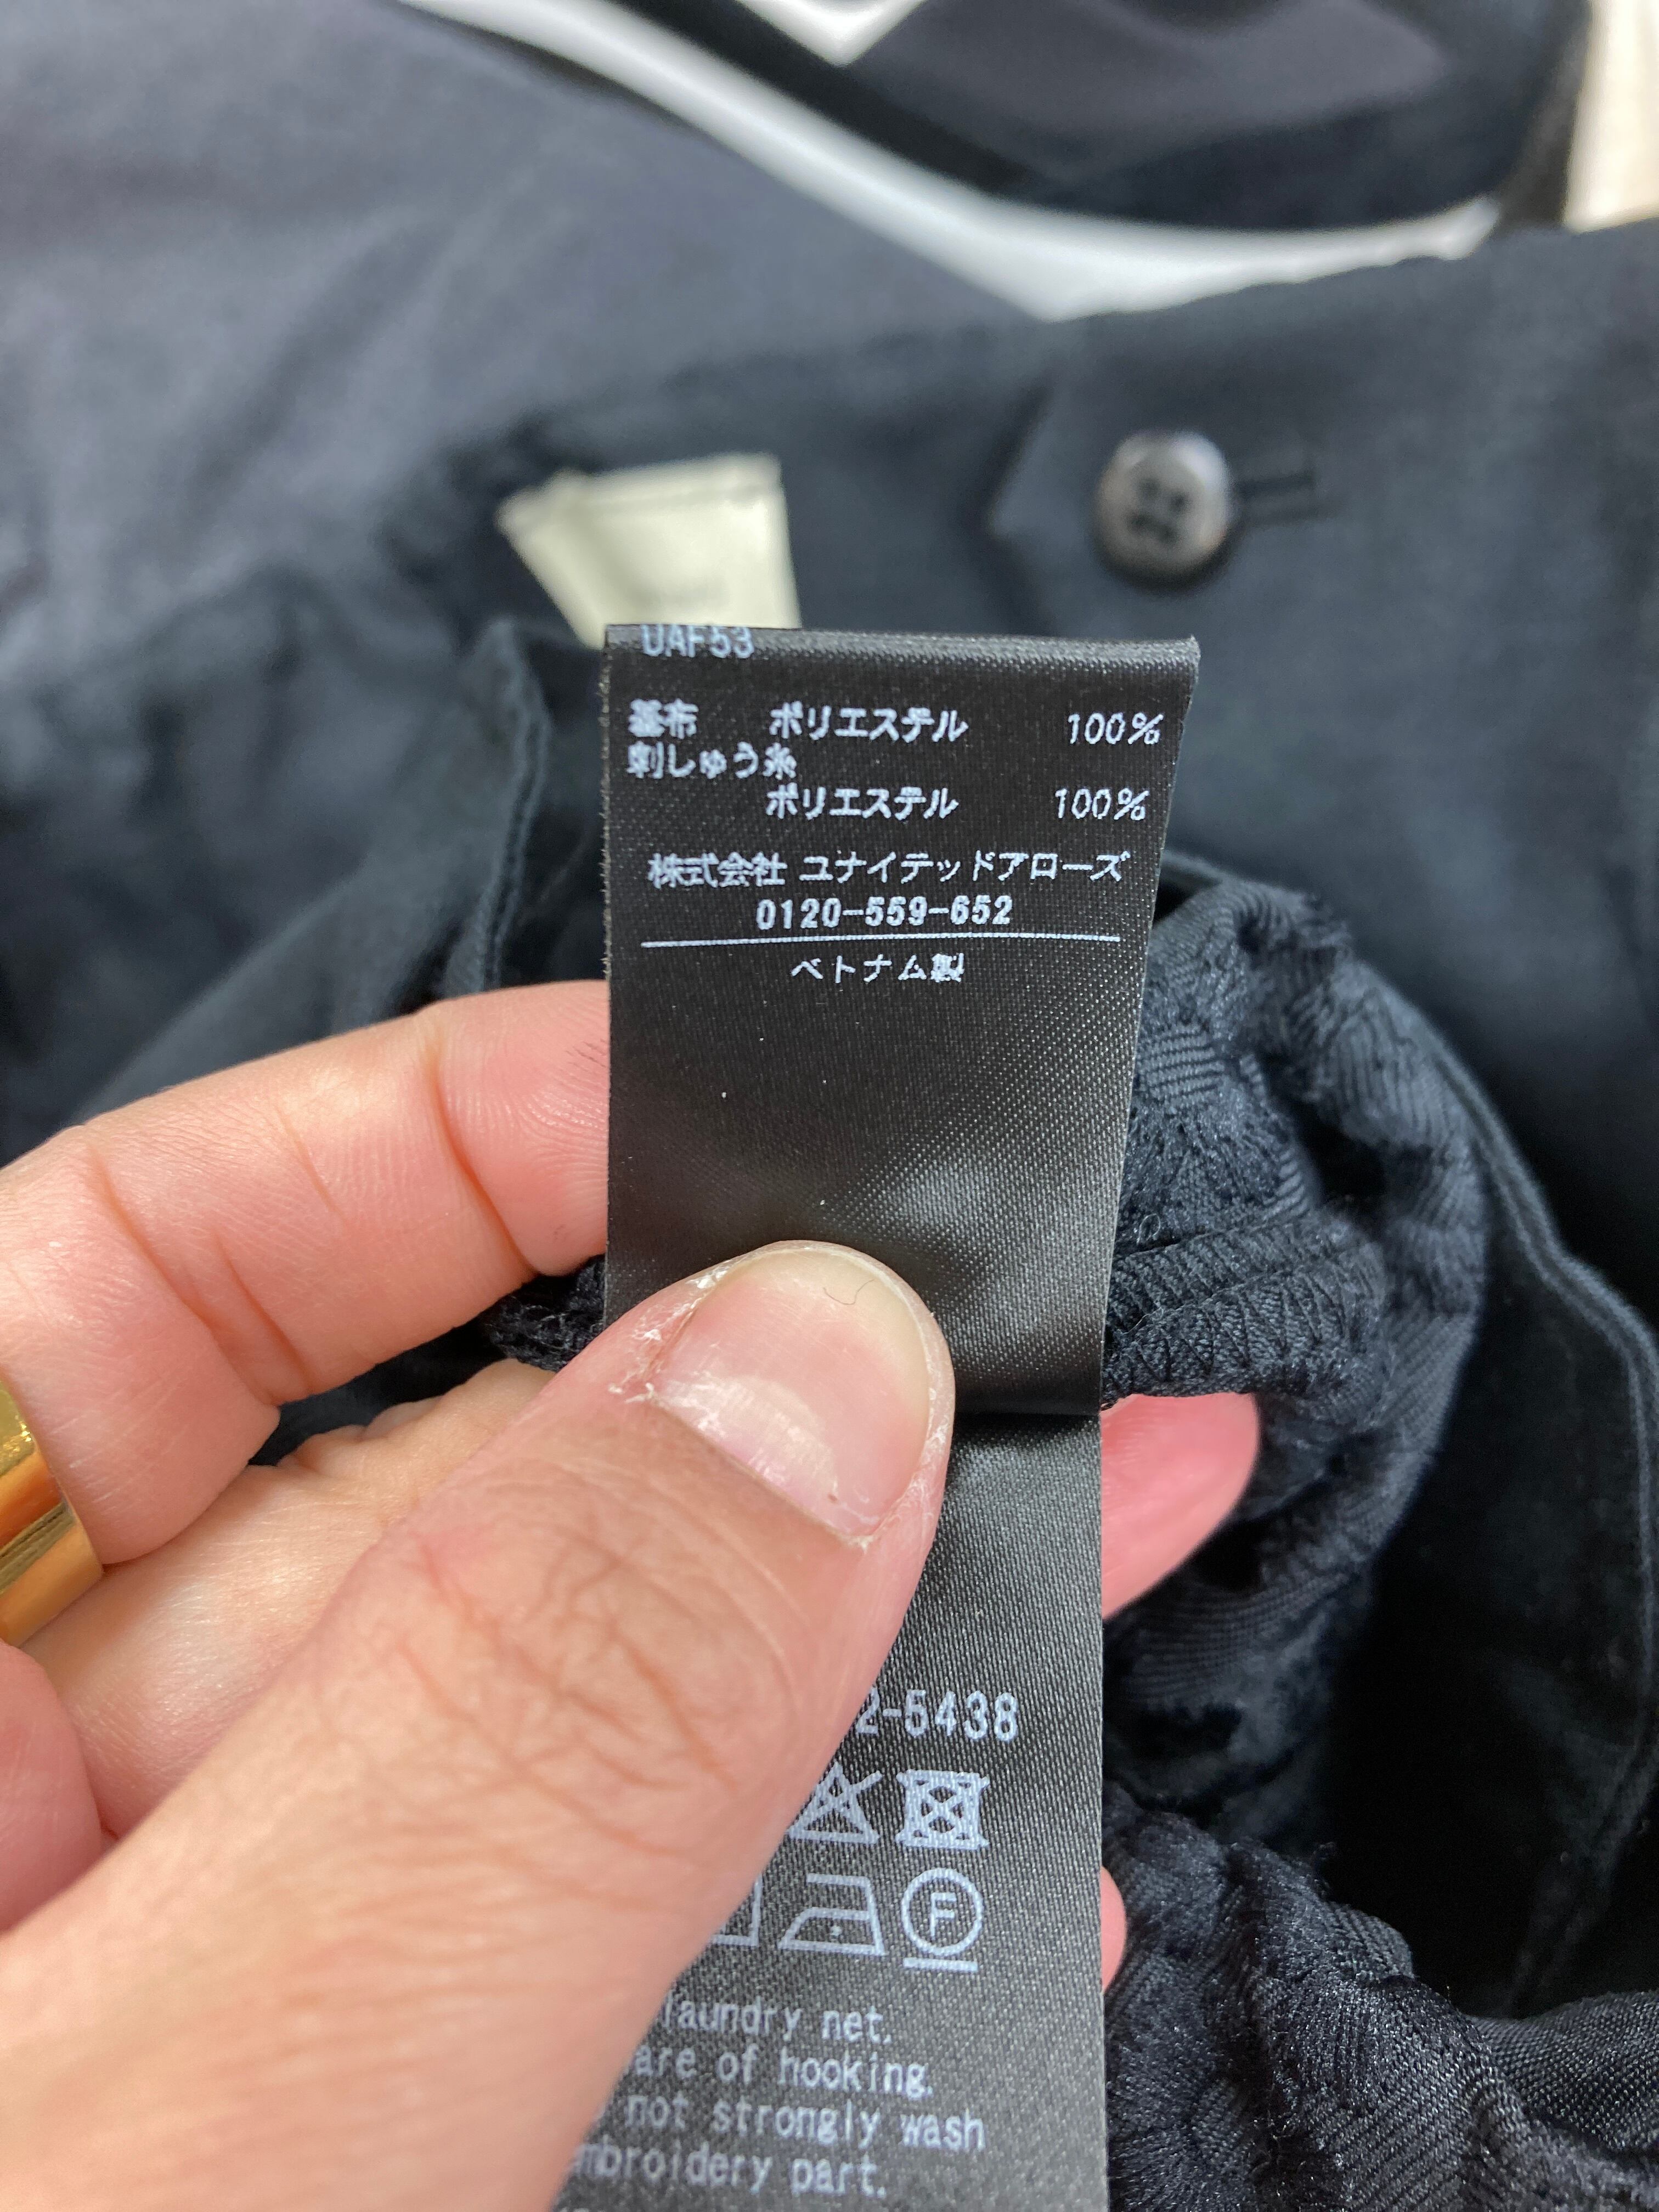 UAF53
基布 ポリエステル 100%
刺しゅう糸
ポリエステル 100%
株式会社 ユナイテッドアローズ
0120-559-652
ベトナム製
2-5438
F
laundry net.
of hooking.
not strongly wash
part.